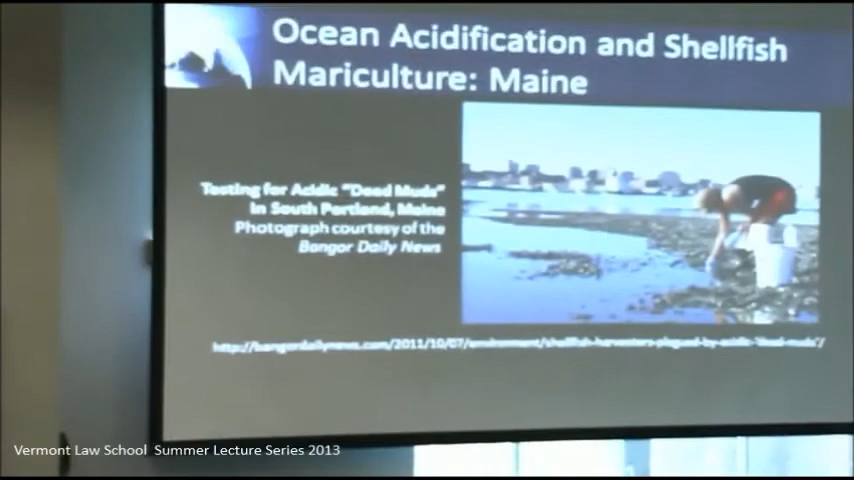 Ocean Acidification and Shellfish
Mariculture: Maine
Testing for Acidic "Dead Muds"
in South Portland, Maine
Photograph courtesy of the
Bangor Daily News
http://bangordailynews.com/2011/10/07/environment/shellfish-harvesters-plagued-by-acidic-'dead-muds'/
Vermont Law School Summer Lecture Series 2013